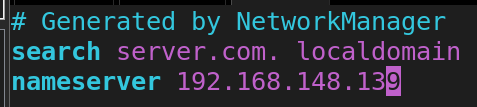 # Generated by NetworkManager
search server.com. localdomain
nameserver 192.168.148.139